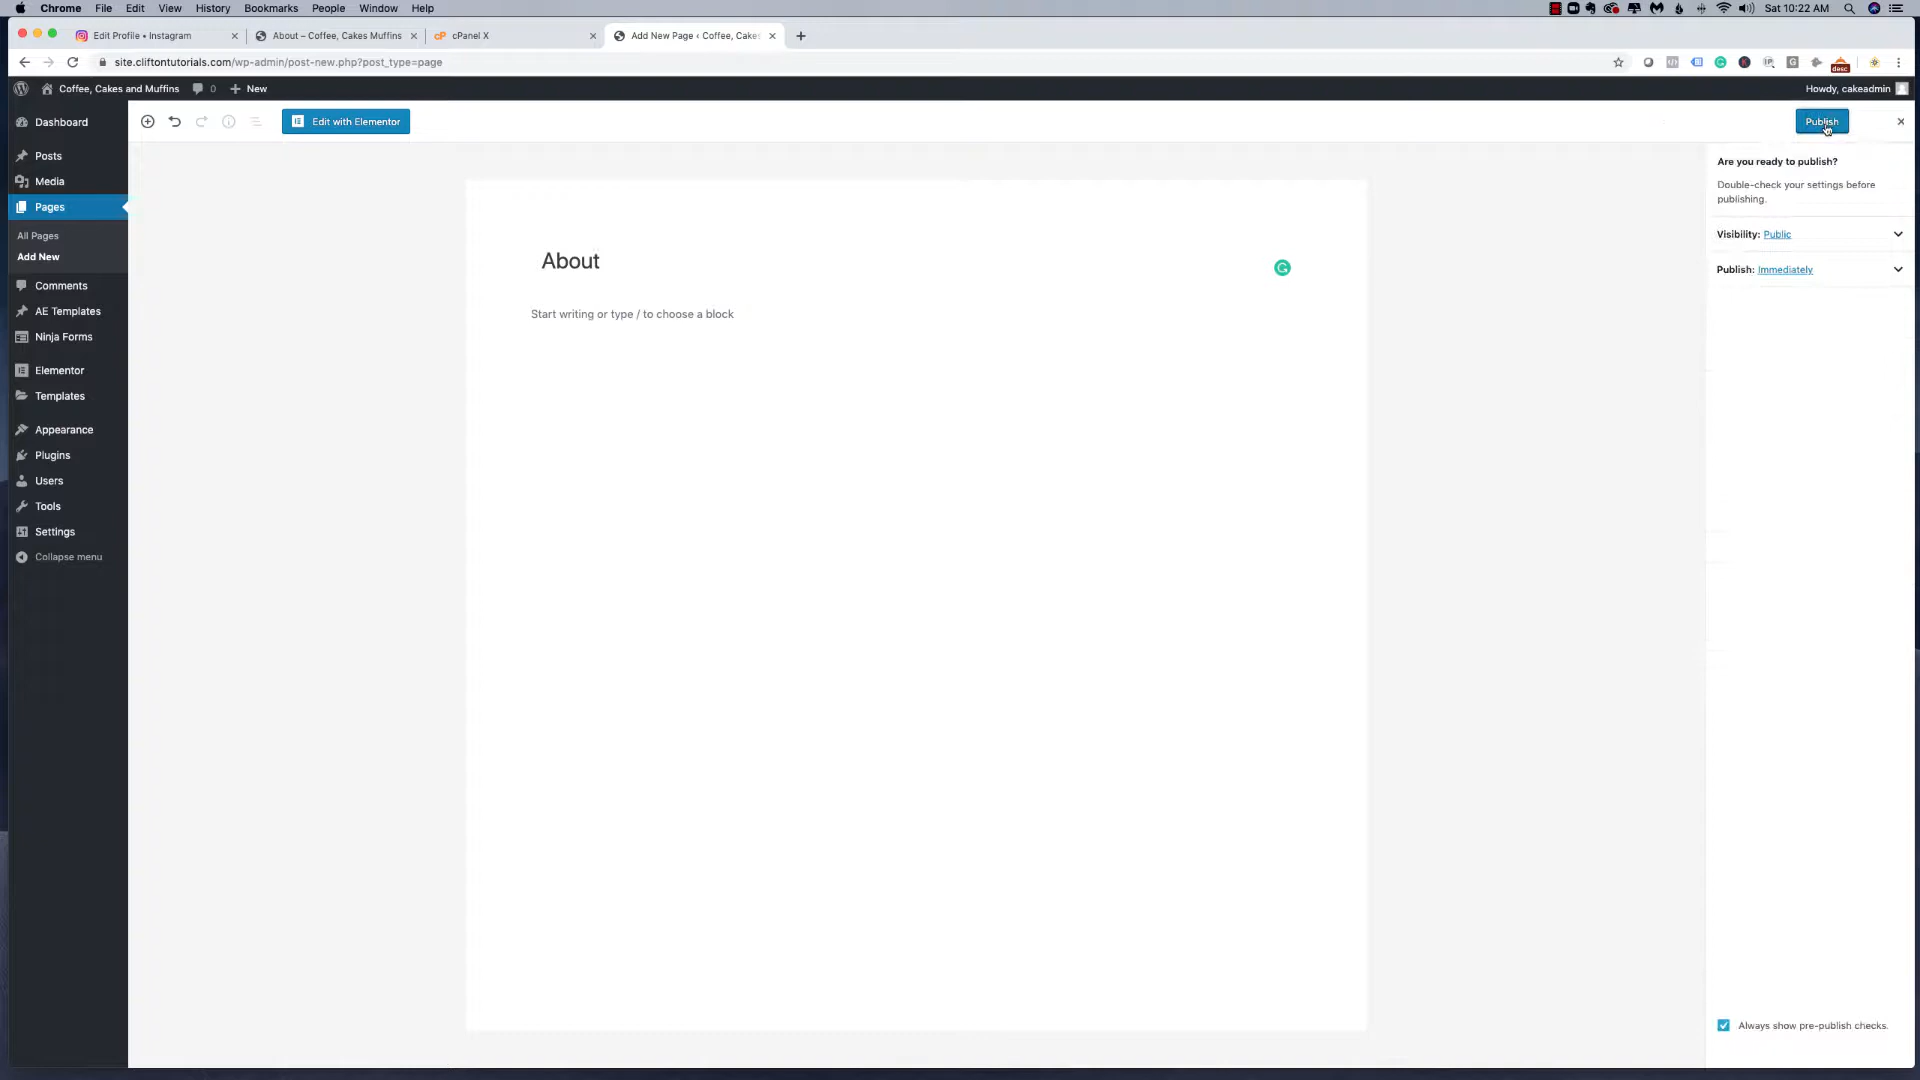 Chrome File Edit View History Bookmarks People Window Help Sat 10:22 AM
Edit Profile • Instagram About – Coffee, Cakes Muffins cPanel X Add New Page ‹ Coffee, Cakes
site.cliftontutorials.com/wp-admin/post-new.php?post_type=page
desc
Coffee, Cakes and Muffins 0 New Howdy, cakeadmin
Dashboard
Edit with Elementor
Publish
Posts
Media
Pages
All Pages
Add New
Comments
AE Templates
Ninja Forms
Elementor
Templates
Appearance
Plugins
Users
Tools
Settings
Collapse menu
About
Start writing or type / to choose a block
Are you ready to publish?
Double-check your settings before
publishing.
Visibility: Public
Publish: Immediately
Always show pre-publish checks.